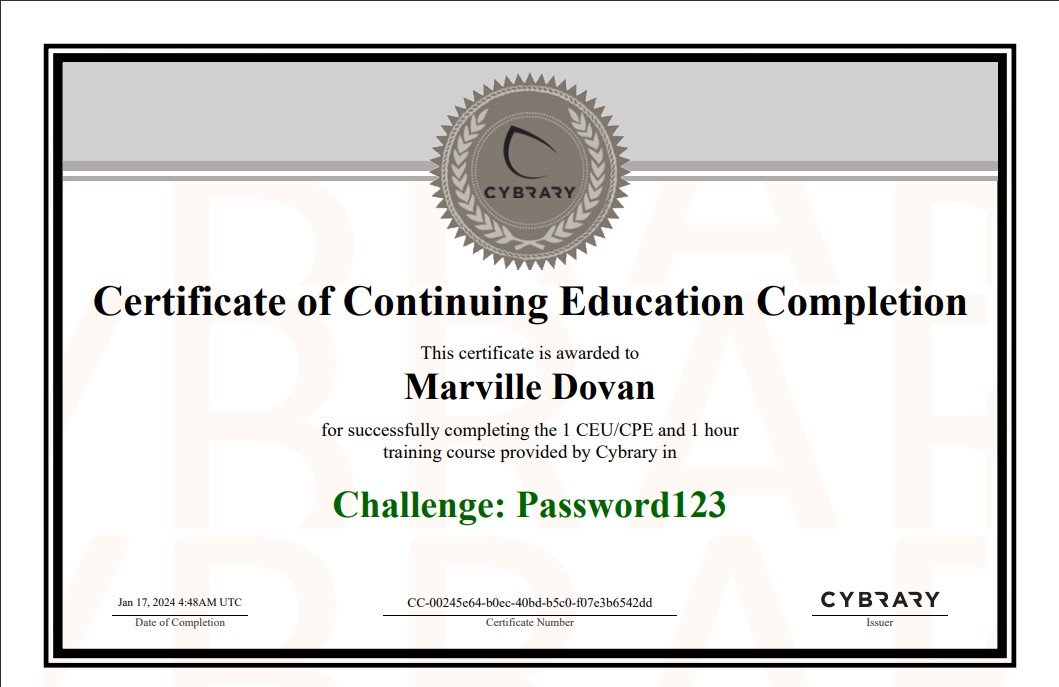 CYBRARY
Certificate of Continuing Education Completion
This certificate is awarded to
Marville Dovan
for successfully completing the 1 CEU/CPE and 1 hour
training course provided by Cybrary in
Challenge: Password123
Jan 17, 2024 4:48AM UTC
Date of Completion
CC-00245e64-b0ec-40bd-b5c0-f07e3b6542dd
Certificate Number
CYBRARY
Issuer